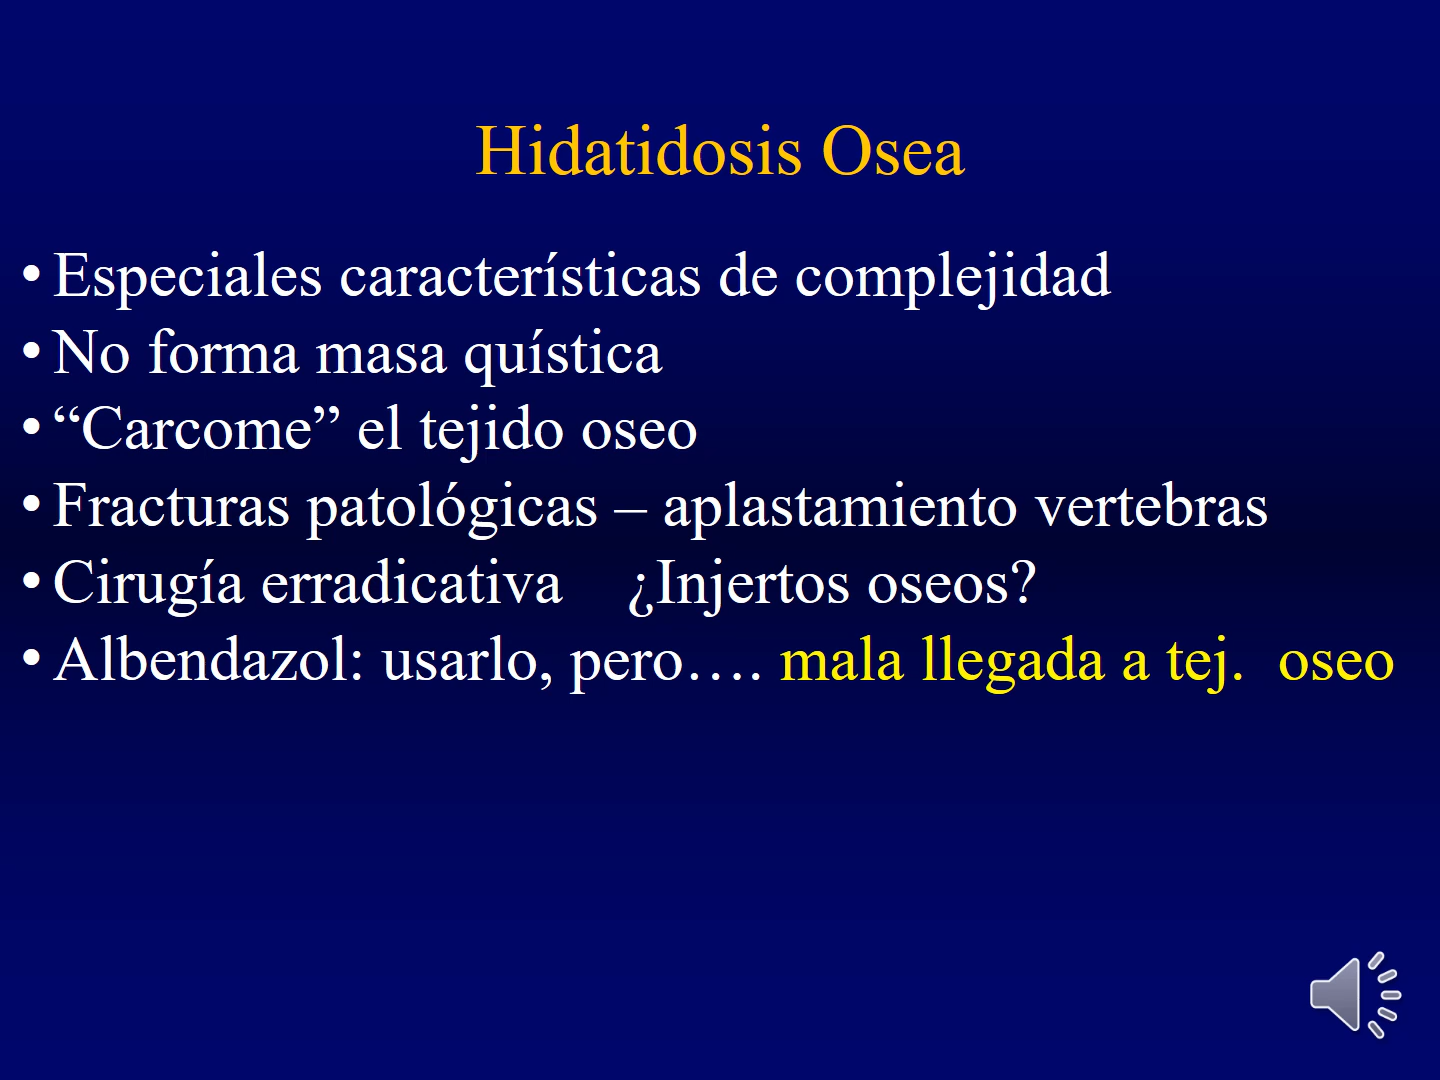 Hidatidosis Osea
• Especiales características de complejidad
• No forma masa quística
• “Carcome” el tejido oseo
• Fracturas patológicas – aplastamiento vertebras
• Cirugía erradicativa    ¿Injertos oseos?
• Albendazol: usarlo, pero…. mala llegada a tej.  oseo